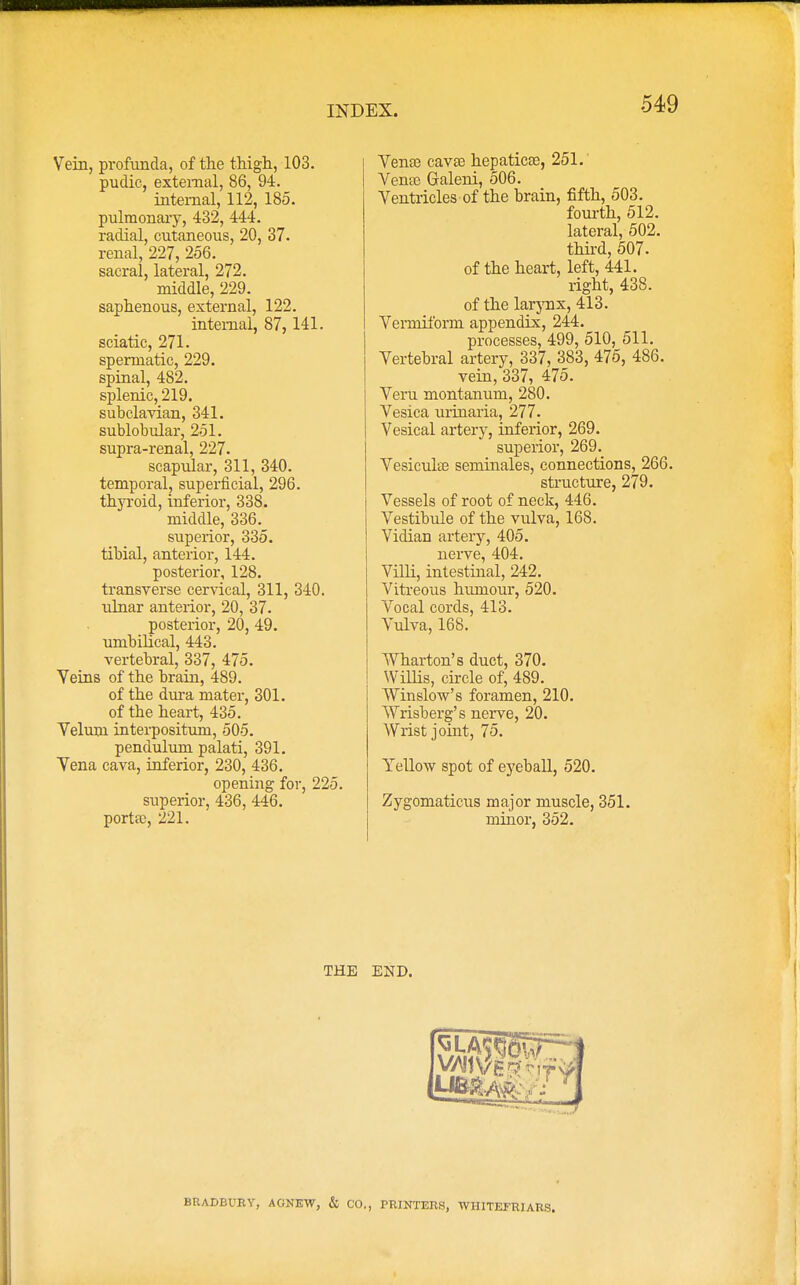 INDEX.
549
Vein, profunda, of the thigh, 103.
pudic, external, 86, 94.
internal, 112, 185.
pulmonary, 432, 444.
radial, cutaneous, 20, 37.
renal, 227, 256.
sacral, lateral, 272.
middle, 229.
saphenous, external, 122.
internal, 87, 141.
sciatic, 271.
spermatic, 229.
spinal, 482.
splenic, 219.
subclavian, 341.
sublobular, 251.
supra-renal, 227.
scapular, 311, 340.
temporal, superficial, 296.
thyroid, inferior, 338.
middle, 336.
superior, 335.
tibial, anterior, 144.
posterior, 128.
transverse cervical, 311, 340.
ulnar anterior, 20, 37.
posterior, 20, 49.
umbilical, 443.
vertebral, 337, 475.
Veins of the brain, 489.
of the dura mater, 301.
of the heart, 435.
Velum interpositum, 505.
pendulum palati, 391.
Vena cava, inferior, 230, 436.
opening for, 225.
superior, 436, 446.
portæ, 221.
Venæ cavæ hepaticæ, 251.
Venæ Galeni, 506.
Ventricles of the brain, fifth, 503.
fourth, 512.
lateral, 502.
third, 507.
of the heart, left, 441.
right, 438.
of the larynx, 413.
Vermiform appendix, 244.
processes, 499, 510, 511.
Vertebral artery, 337, 383, 475, 486.
vein, 337, 475.
Veru montanum, 280.
Vesica urinaria, 277.
Vesical artery, inferior, 269.
superior, 269.
Vesiculæ seminales, connections, 266.
structure, 279.
Vessels of root of neck, 446.
Vestibule of the vulva, 168.
Vidian artery, 405.
nerve, 404.
Villi, intestinal, 242.
Vitreous humour, 520.
Vocal cords, 413.
Vulva, 168.
Wharton's duct, 370.
Willis, circle of, 489.
Winslow's foramen, 210.
Wrisberg's nerve, 20.
Wrist joint, 75.
Yellow spot of eyeball, 520.
Zygomaticus major muscle, 351.
minor, 352.
THE END.
GLASGOW
UNIVERSITY
LIBRARY
BRADBURY, AGNEW, & CO., PRINTERS, WHITEFRIARS.